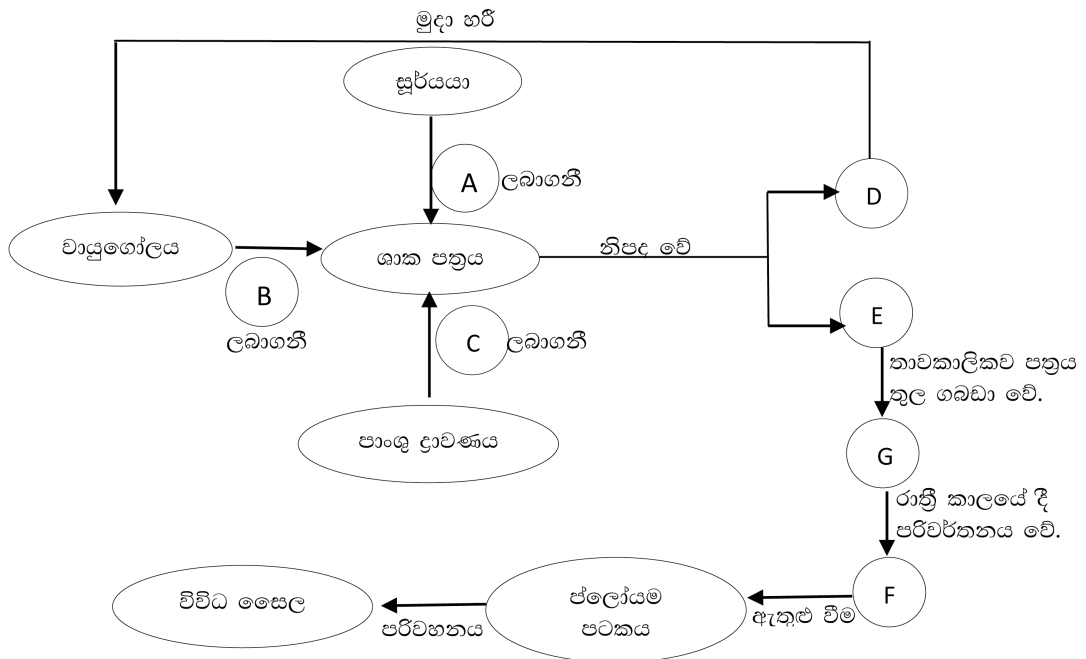 මුදා හරී
සූර්යයා
A ලබාගනී
D
වායුගෝලය
ශාක පත්‍රය
නිපද වේ
B
ලබාගනී
C ලබාගනී
E
තාවකාලිකව පත්‍රය
තුල ගබඩා වේ.
පාංශු ද්‍රාවණය
G
රාත්‍රී කාලයේ දී
පරිවර්තනය වේ.
විවිධ සෛල
පරිවහනය
ප්ලෝයම
පටකය
ඇතුළු වීම
F